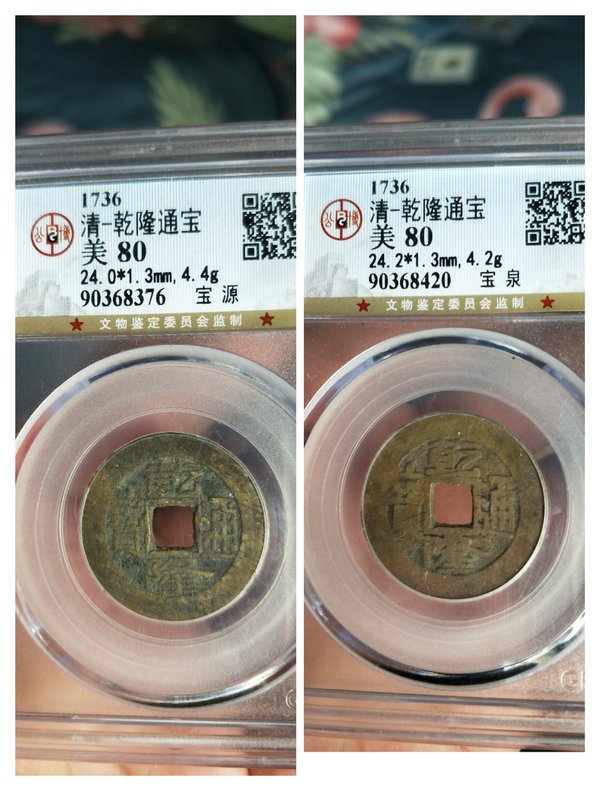 1736
清-乾隆通宝
美 80
24.0*1.3mm, 4.4g
90368376 宝 源
★ 文物鉴定委员会监制 ★
乾隆通寶
1736
清-乾隆通宝
美 80
24.2*1.3mm, 4.2g
90368420 宝 泉
★ 文物鉴定委员会监制 ★
乾隆通寶